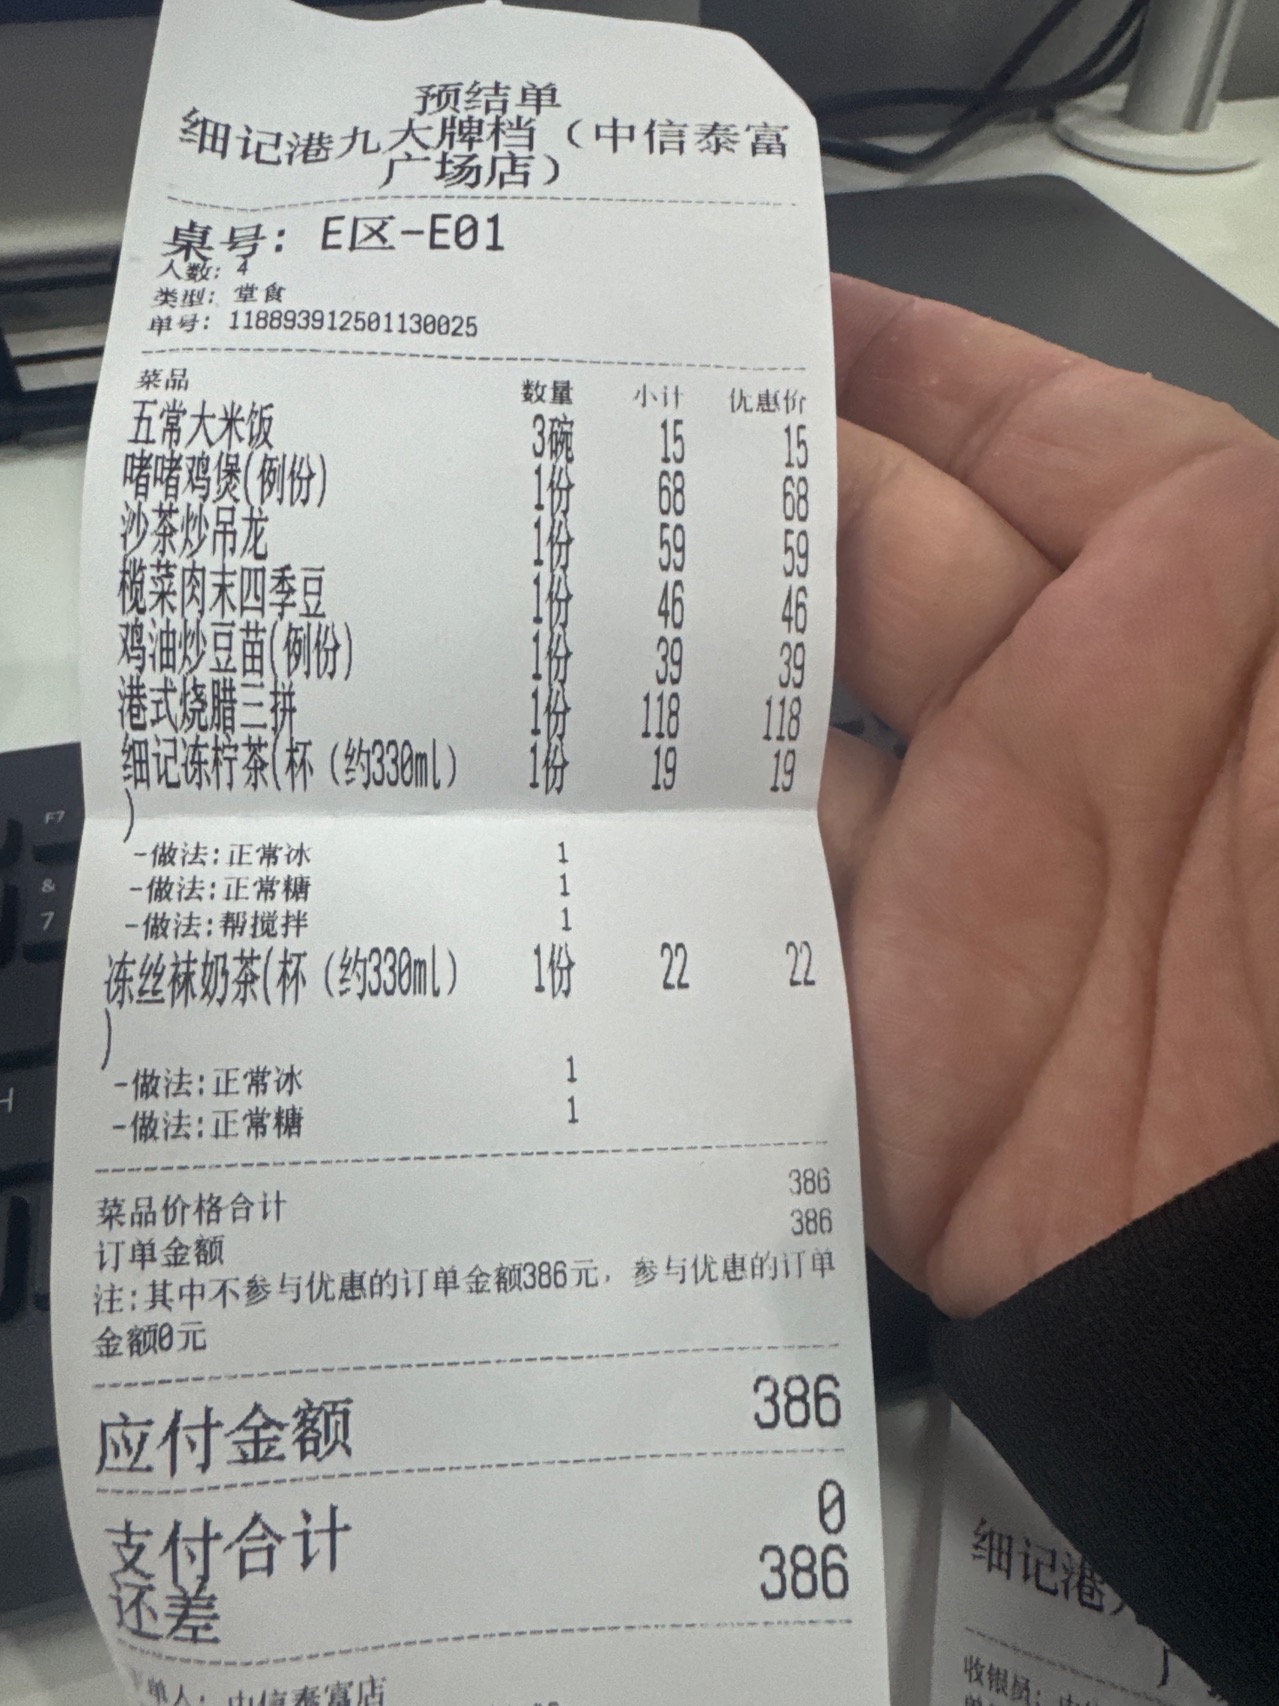 预结单
细记港九大牌档（中信泰富
广场店）
桌号: E区-E01
人数: 4
类型: 堂食
单号: 118893912501130025
菜品 数量 小计 优惠价
五常大米饭 3碗 15 15
啫啫鸡煲(例份) 1份 68 68
沙茶炒吊龙 1份 59 59
榄菜肉末四季豆 1份 46 46
鸡油炒豆苗(例份) 1份 39 39
港式烧腊三拼 1份 118 118
细记冻柠茶(杯（约330ml） 1份 19 19
)
-做法:正常冰 1
-做法:正常糖 1
-做法:帮搅拌 1
冻丝袜奶茶(杯（约330ml） 1份 22 22
)
-做法:正常冰 1
-做法:正常糖 1
菜品价格合计 386
订单金额 386
注:其中不参与优惠的订单金额386元，参与优惠的订单
金额0元
应付金额 386
支付合计 0
还差 386
单人: 中信泰富店
细记港
收银员: